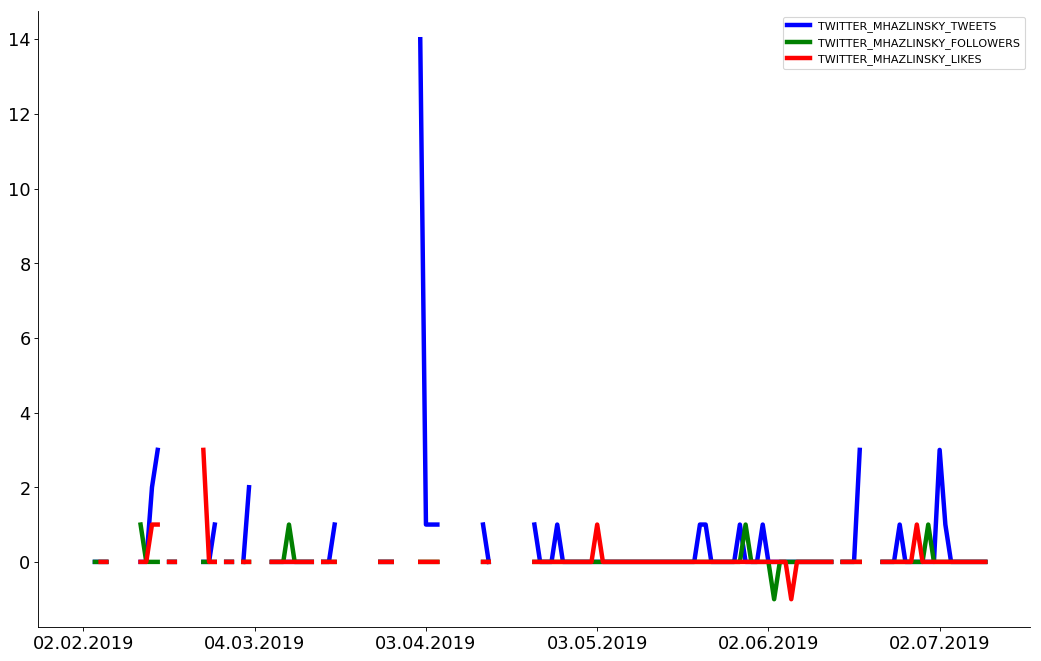 TWITTER_MHAZLINSKY_TWEETS
TWITTER_MHAZLINSKY_FOLLOWERS
TWITTER_MHAZLINSKY_LIKES
14
12
10
8
6
4
2
0
02.02.2019 04.03.2019 03.04.2019 03.05.2019 02.06.2019 02.07.2019